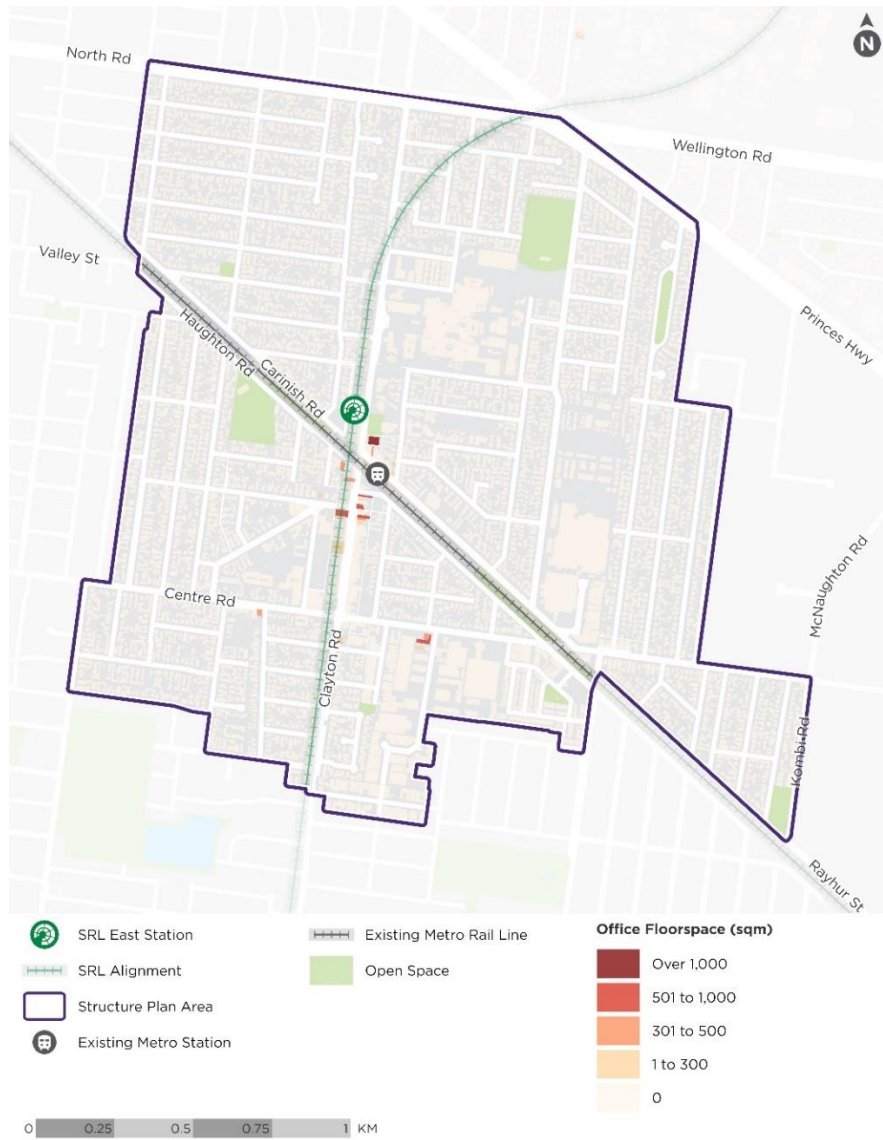 N
North Rd
Wellington Rd
Valley St
Haughton Rd
Carinish Rd
Princes Hwy
McNaughton Rd
Centre Rd
Clayton Rd
Kombi Rd
Rayhur St
SRL East Station
SRL Alignment
Structure Plan Area
Existing Metro Station
Existing Metro Rail Line
Open Space
Office Floorspace (sqm)
Over 1,000
501 to 1,000
301 to 500
1 to 300
0
0 0.25 0.5 0.75 1 KM